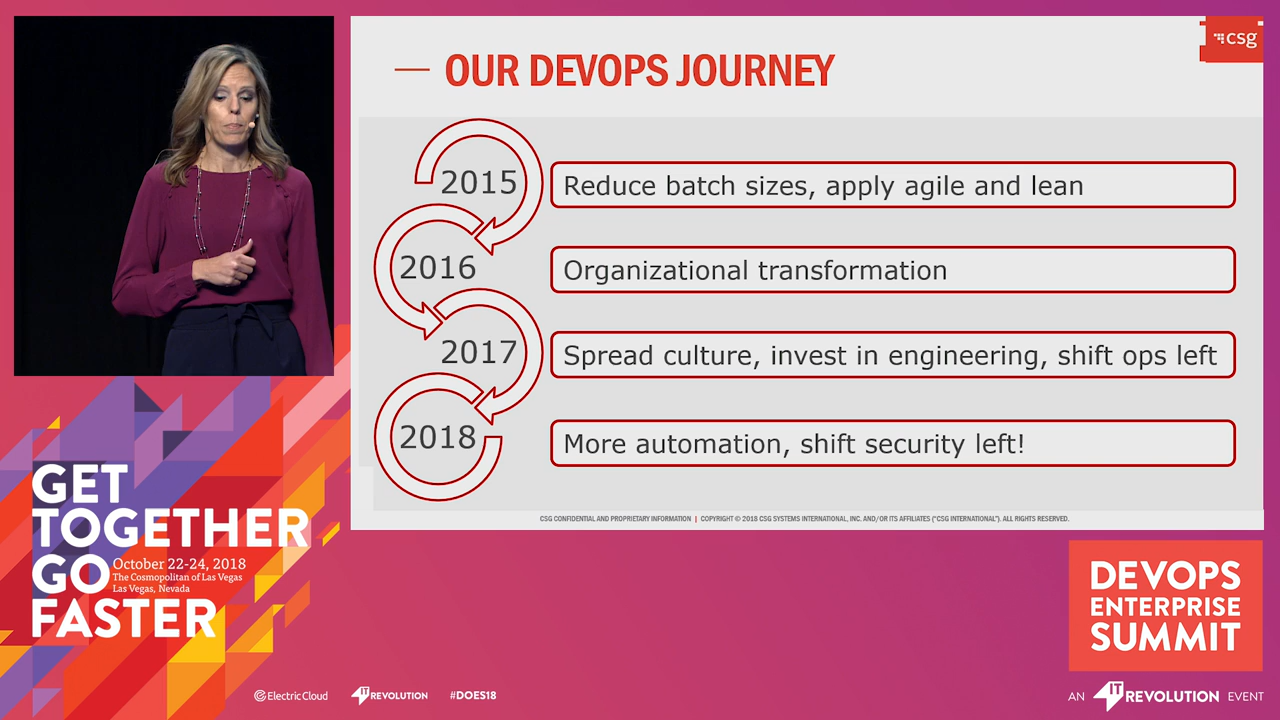 csg
OUR DEVOPS JOURNEY
2015
Reduce batch sizes, apply agile and lean
2016
Organizational transformation
2017
Spread culture, invest in engineering, shift ops left
2018
More automation, shift security left!
CSG CONFIDENTIAL AND PROPRIETARY INFORMATION | COPYRIGHT © 2018 CSG SYSTEMS INTERNATIONAL, INC. AND/OR ITS AFFILIATES ("CSG INTERNATIONAL"). ALL RIGHTS RESERVED.
GET
TOGETHER
GO
October 22-24, 2018
The Cosmopolitan of Las Vegas
Las Vegas, Nevada
FASTER
DEVOPS
ENTERPRISE
SUMMIT
ElectricCloud
IT REVOLUTION
#DOES18
AN IT REVOLUTION EVENT